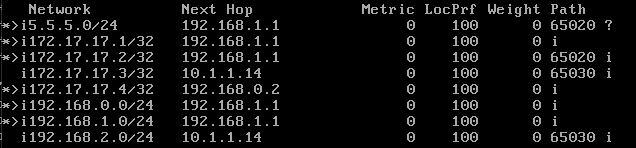 Network          Next Hop            Metric LocPrf Weight Path
*>i5.5.5.0/24       192.168.1.1              0    100      0 65020 ?
*>i172.17.17.1/32   192.168.1.1              0    100      0 i
*>i172.17.17.2/32   192.168.1.1              0    100      0 65020 i
  i172.17.17.3/32   10.1.1.14                0    100      0 65030 i
*>i172.17.17.4/32   192.168.0.2              0    100      0 i
*>i192.168.0.0/24   192.168.1.1              0    100      0 i
*>i192.168.1.0/24   192.168.1.1              0    100      0 i
  i192.168.2.0/24   10.1.1.14                0    100      0 65030 i